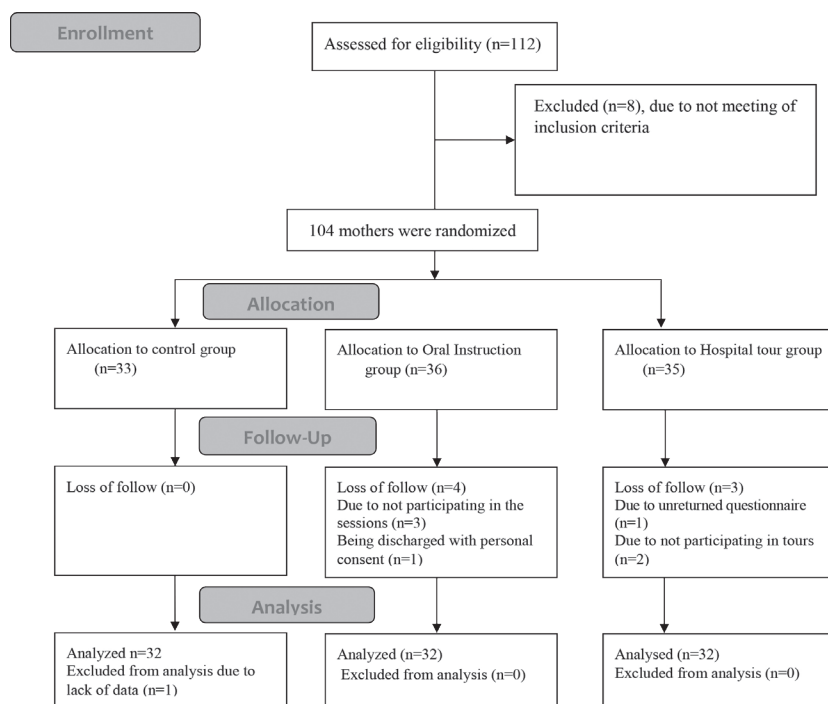 Enrollment
Assessed for eligibility (n=112)
Excluded (n=8), due to not meeting of
inclusion criteria
104 mothers were randomized
Allocation
Allocation to control group
(n=33)
Allocation to Oral Instruction
group (n=36)
Allocation to Hospital tour group
(n=35)
Follow-Up
Loss of follow (n=0)
Loss of follow (n=4)
Due to not participating in the
sessions (n=3)
Being discharged with personal
consent (n=1)
Loss of follow (n=3)
Due to unreturned questionnaire
(n=1)
Due to not participating in tours
(n=2)
Analysis
Analyzed n=32
Excluded from analysis due to
lack of data (n=1)
Analyzed (n=32)
Excluded from analysis (n=0)
Analysed (n=32)
Excluded from analysis (n=0)